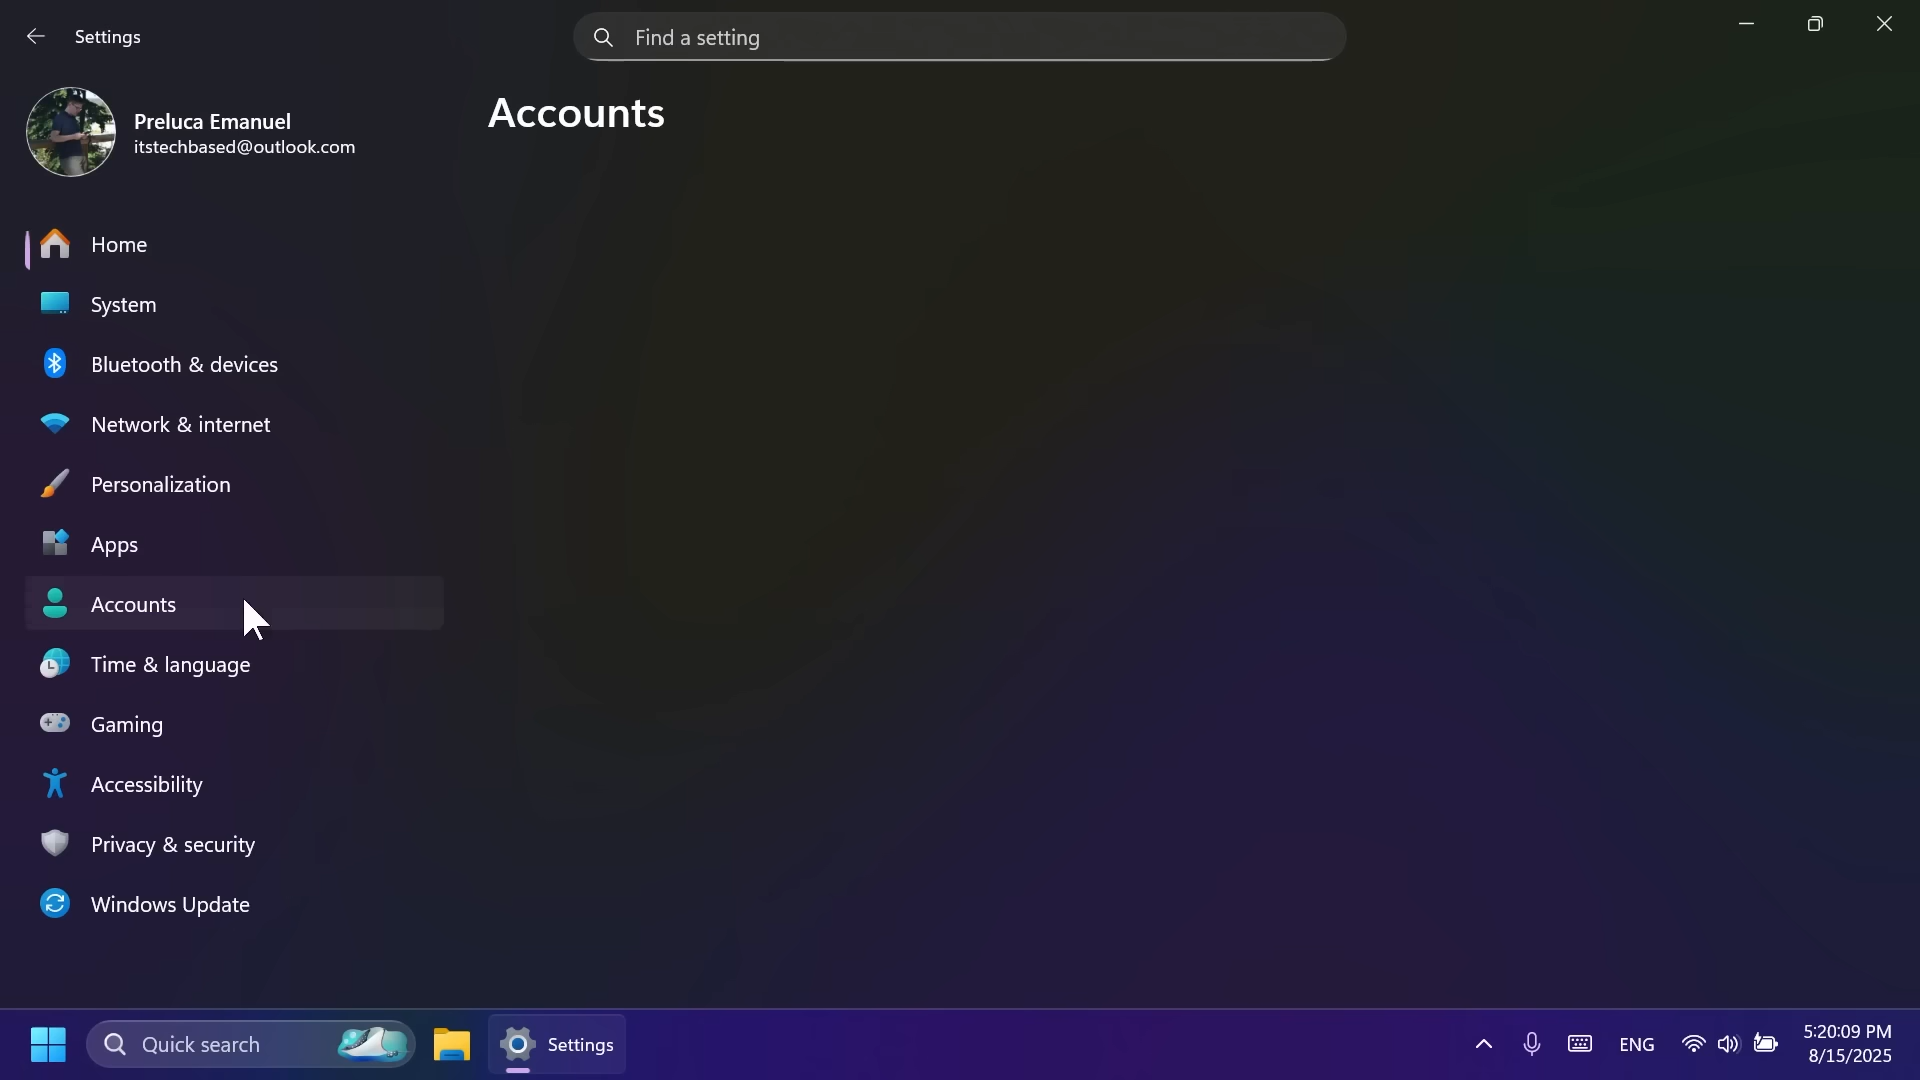 Settings
Find a setting
Preluca Emanuel
itstechbased@outlook.com
Accounts
Home
System
Bluetooth & devices
Network & internet
Personalization
Apps
Accounts
Time & language
Gaming
Accessibility
Privacy & security
Windows Update
Quick search
Settings
ENG
5:20:09 PM
8/15/2025